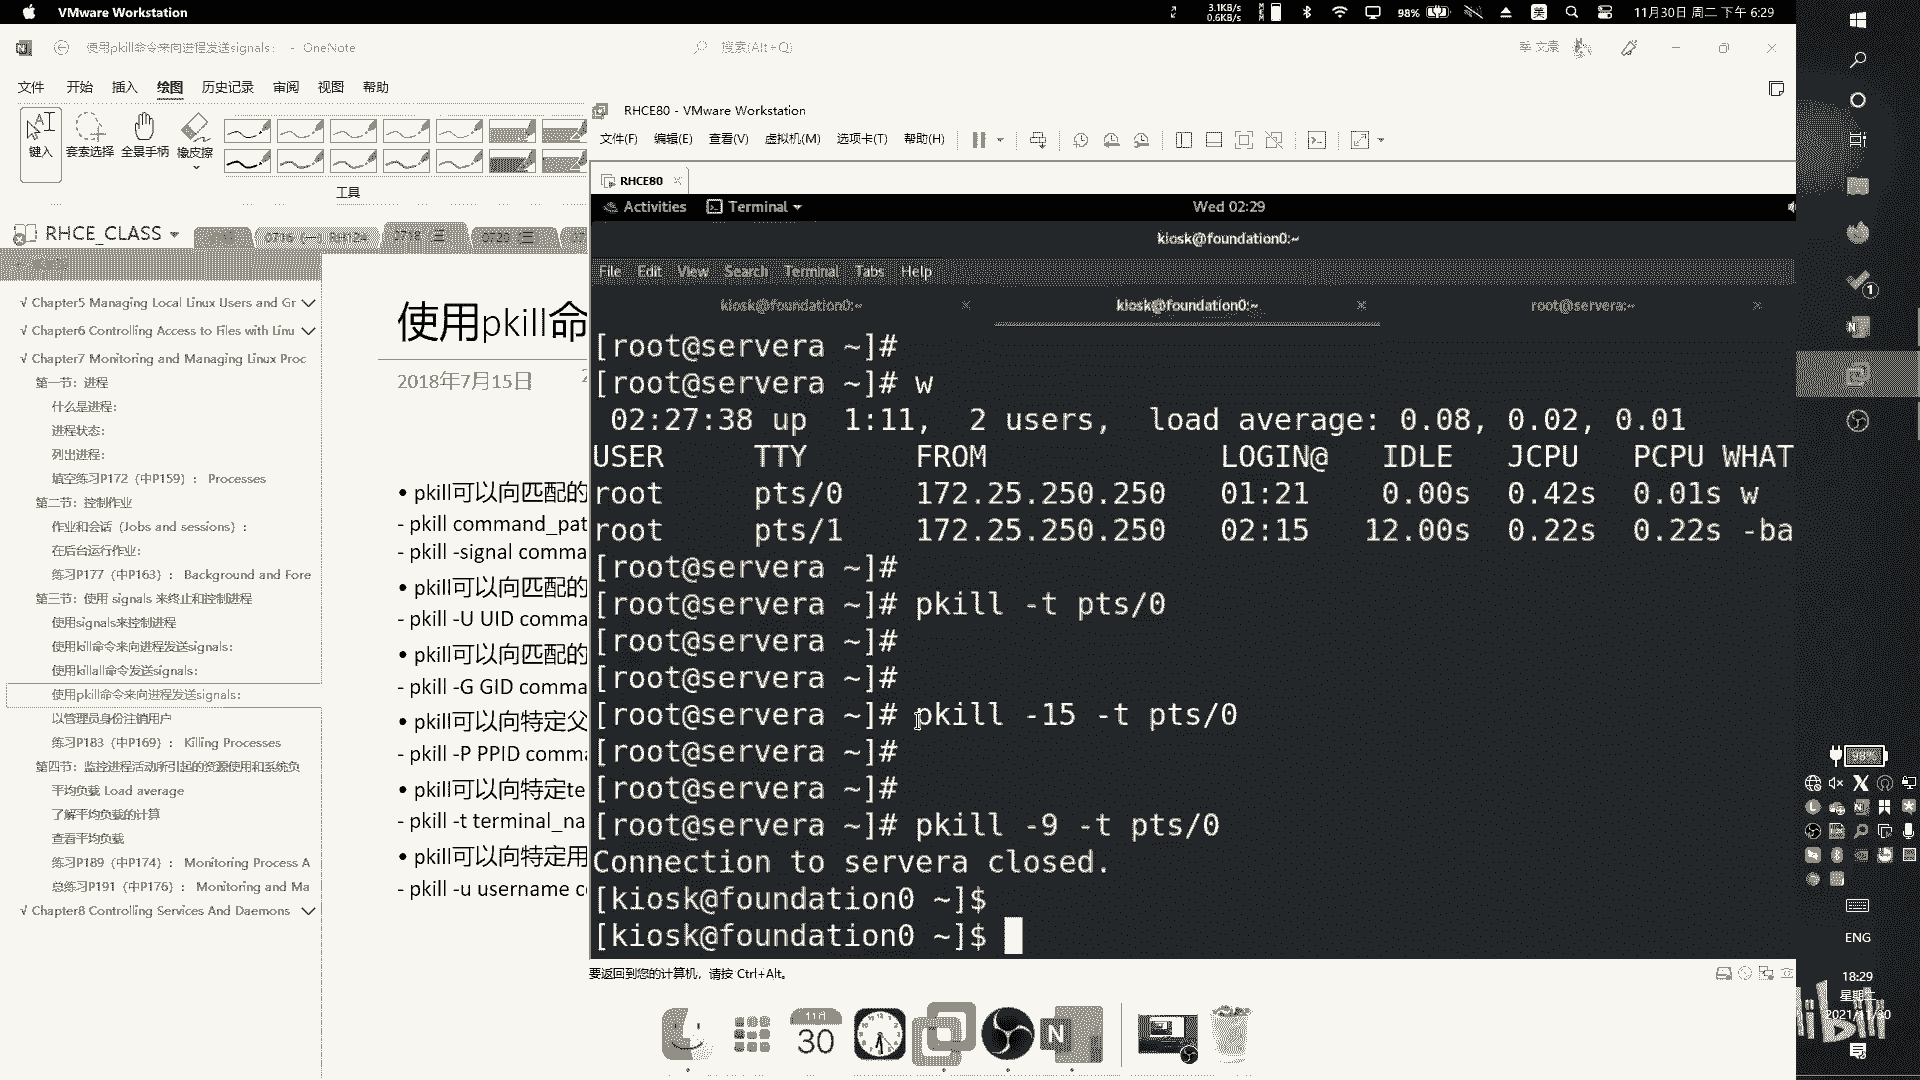 VMware Workstation
3.1KB/s
0.6KB/s
98%
美
11月30日 周二 下午 6:29
使用pkill命令来向进程发送signals: - OneNote
搜索(Alt+Q)
文件 开始 插入 绘图 历史记录 审阅 视图 帮助
键入 套索选择 全景手柄 橡皮擦
工具
RHCE_CLASS
0716 (一) RH124
0718 (二)
0720 (三)
07
√ Chapter5 Managing Local Linux Users and Gr
√ Chapter6 Controlling Access to Files with Linu
√ Chapter7 Monitoring and Managing Linux Proc
第一节：进程
什么是进程:
进程状态:
列出进程:
填空练习P172（中P159）： Processes
第二节：控制作业
作业和会话（Jobs and sessions）:
在后台运行作业:
练习P177（中P163）： Background and Fore
第三节：使用 signals 来终止和控制进程
使用signals来控制进程
使用kill命令来向进程发送signals:
使用killall命令发送signals:
使用pkill命令来向进程发送signals:
以管理员身份注销用户
练习P183（中P169）： Killing Processes
第四节：监控进程活动所引起的资源使用和系统负
平均负载 Load average
了解平均负载的计算
查看平均负载
练习P189（中P174）： Monitoring Process A
总练习P191（中P176）： Monitoring and Ma
√ Chapter8 Controlling Services And Daemons
使用pkill命
2018年7月15日
• pkill可以向匹配的
- pkill command_pat
- pkill -signal comma
• pkill可以向匹配的
- pkill -U UID comma
• pkill可以向匹配的
- pkill -G GID comma
• pkill可以向特定父
- pkill -P PPID comma
• pkill可以向特定te
- pkill -t terminal_na
• pkill可以向特定用
- pkill -u username c
RHCE80 - VMware Workstation
文件(F) 编辑(E) 查看(V) 虚拟机(M) 选项卡(T) 帮助(H)
RHCE80
Activities Terminal Wed 02:29
kiosk@foundation0:~
File Edit View Search Terminal Tabs Help
kiosk@foundation0:~ kiosk@foundation0:~ root@servera:~
[root@servera ~]#
[root@servera ~]# w
02:27:38 up 1:11, 2 users, load average: 0.08, 0.02, 0.01
USER TTY FROM LOGIN@ IDLE JCPU PCPU WHAT
root pts/0 172.25.250.250 01:21 0.00s 0.42s 0.01s w
root pts/1 172.25.250.250 02:15 12.00s 0.22s 0.22s -ba
[root@servera ~]#
[root@servera ~]# pkill -t pts/0
[root@servera ~]#
[root@servera ~]#
[root@servera ~]# pkill -15 -t pts/0
[root@servera ~]#
[root@servera ~]#
[root@servera ~]# pkill -9 -t pts/0
Connection to servera closed.
[kiosk@foundation0 ~]$
[kiosk@foundation0 ~]$
要返回到您的计算机，请按 Ctrl+Alt。
11月
30
1
98%
ENG
18:29
星期二
2021/11/30